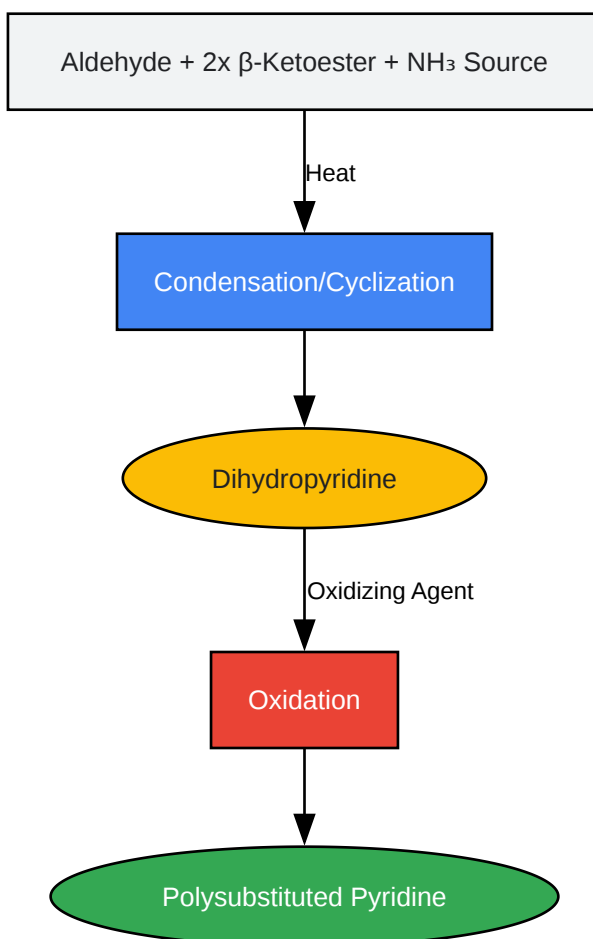 Aldehyde + 2x β-Ketoester + NH₃ Source
Heat
Condensation/Cyclization
Dihydropyridine
Oxidizing Agent
Oxidation
Polysubstituted Pyridine